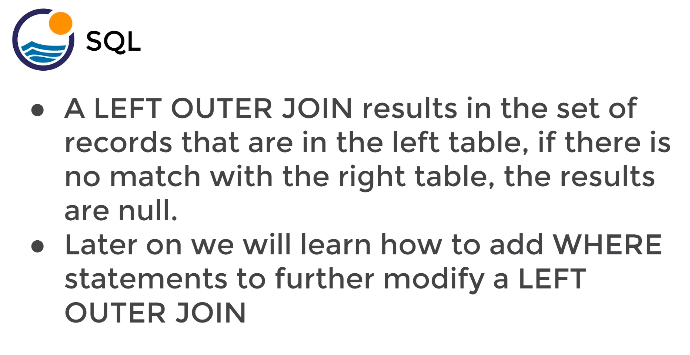 SQL
● A LEFT OUTER JOIN results in the set of
records that are in the left table, if there is
no match with the right table, the results
are null.
● Later on we will learn how to add WHERE
statements to further modify a LEFT
OUTER JOIN